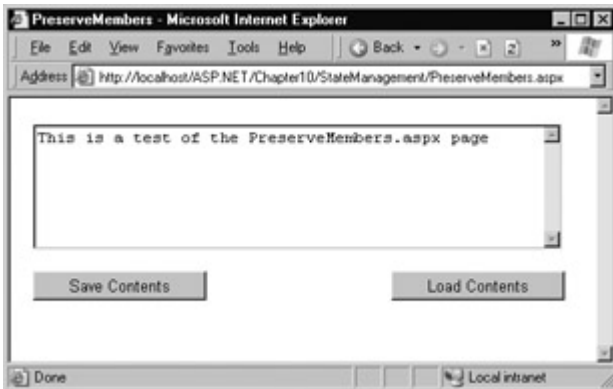 PreserveMembers - Microsoft Internet Explorer
File Edit View Favorites Tools Help Back
Address http://localhost/ASP.NET/Chapter10/StateManagement/PreserveMembers.aspx
This is a test of the PreserveMembers.aspx page
Save Contents Load Contents
Done Local intranet